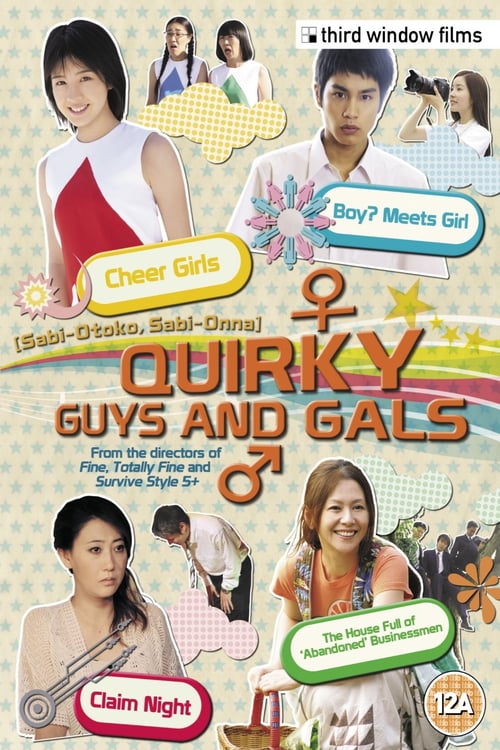 third window films
Boy? Meets Girl
Cheer Girls
[Sabi-Otoko, Sabi-Onna]
QUIRKY
GUYS AND GALS
From the directors of
Fine, Totally Fine and
Survive Style 5+
The House Full of
'Abandoned' Businessmen
Claim Night
12A